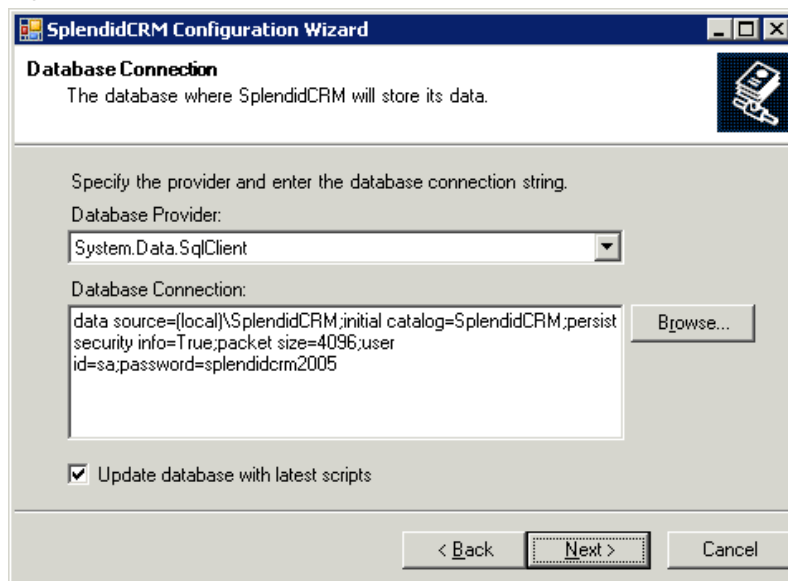 SplendidCRM Configuration Wizard
Database Connection
The database where SplendidCRM will store its data.
Specify the provider and enter the database connection string.
Database Provider:
System.Data.SqlClient
Database Connection:
data source=(local)\SplendidCRM;initial catalog=SplendidCRM;persist
security info=True;packet size=4096;user
id=sa;password=splendidcrm2005
Browse...
Update database with latest scripts
< Back
Next >
Cancel